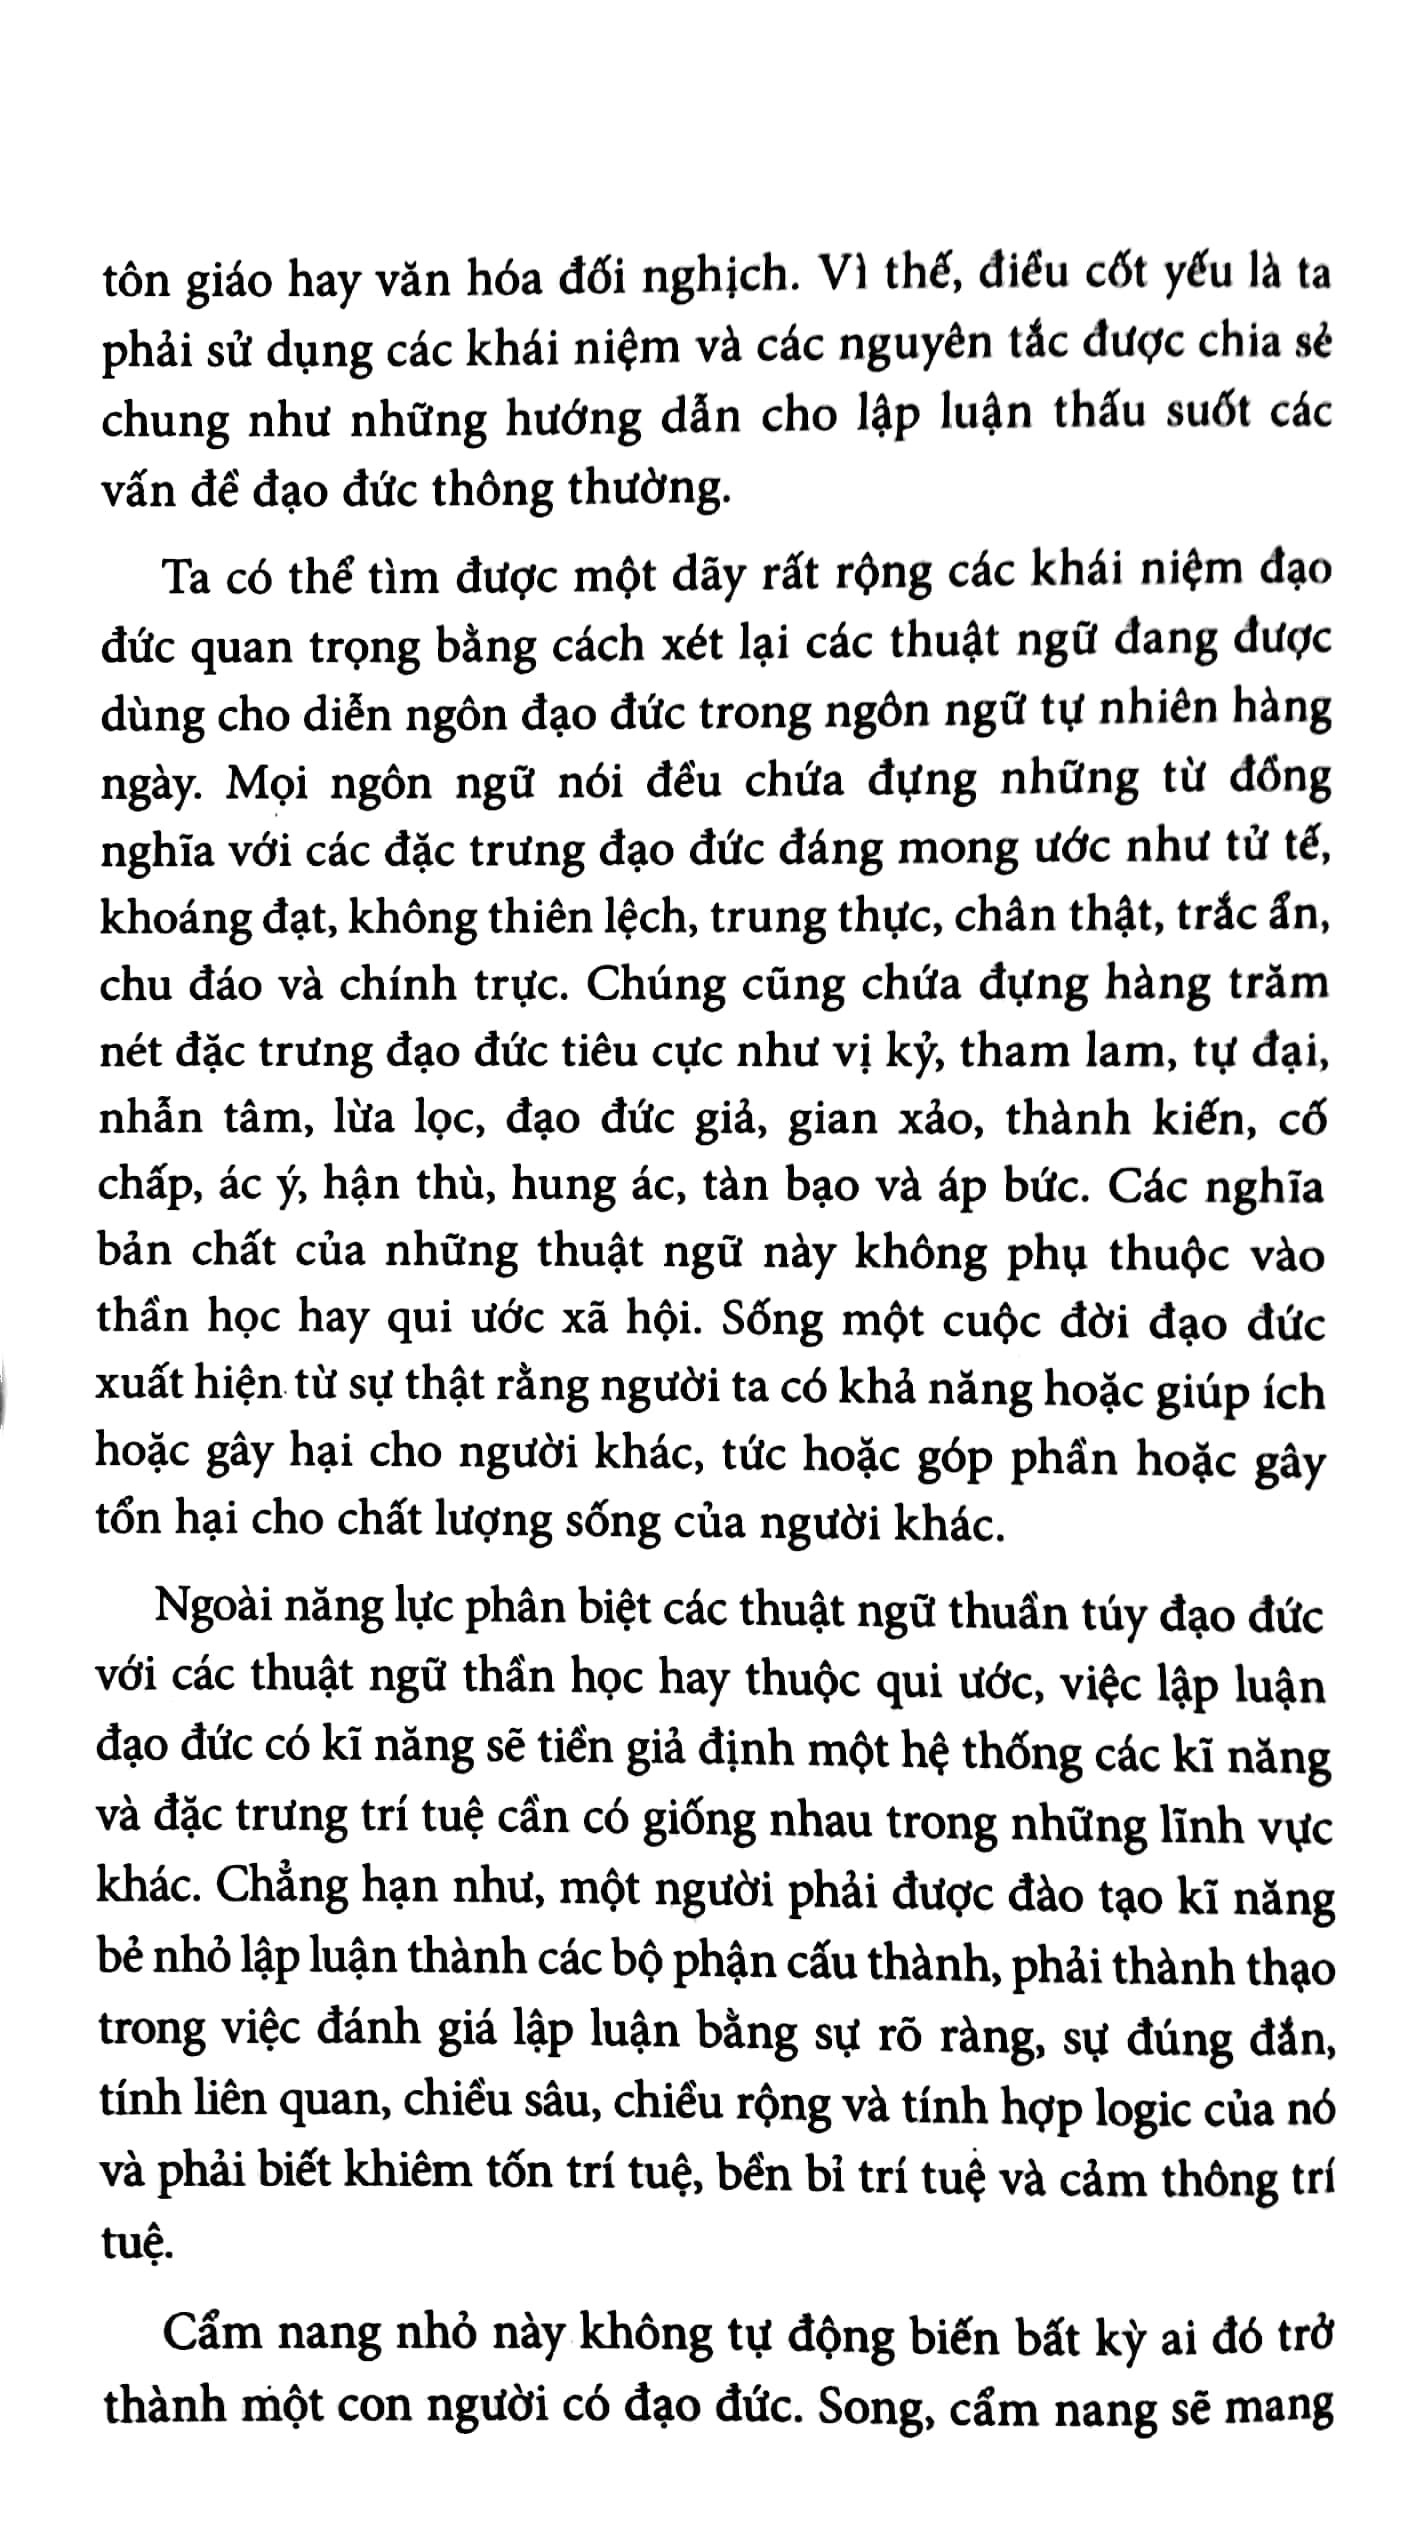 tôn giáo hay văn hóa đối nghịch. Vì thế, điều cốt yếu là ta
phải sử dụng các khái niệm và các nguyên tắc được chia sẻ
chung như những hướng dẫn cho lập luận thấu suốt các
vấn đề đạo đức thông thường.
Ta có thể tìm được một dãy rất rộng các khái niệm đạo
đức quan trọng bằng cách xét lại các thuật ngữ đang được
dùng cho diễn ngôn đạo đức trong ngôn ngữ tự nhiên hàng
ngày. Mọi ngôn ngữ nói đều chứa đựng những từ đồng
nghĩa với các đặc trưng đạo đức đáng mong ước như tử tế,
khoáng đạt, không thiên lệch, trung thực, chân thật, trắc ẩn,
chu đáo và chính trực. Chúng cũng chứa đựng hàng trăm
nét đặc trưng đạo đức tiêu cực như vị kỷ, tham lam, tự đại,
nhẫn tâm, lừa lọc, đạo đức giả, gian xảo, thành kiến, cố
chấp, ác ý, hận thù, hung ác, tàn bạo và áp bức. Các nghĩa
bản chất của những thuật ngữ này không phụ thuộc vào
thần học hay qui ước xã hội. Sống một cuộc đời đạo đức
xuất hiện từ sự thật rằng người ta có khả năng hoặc giúp ích
hoặc gây hại cho người khác, tức hoặc góp phần hoặc gây
tổn hại cho chất lượng sống của người khác.
Ngoài năng lực phân biệt các thuật ngữ thuần túy đạo đức
với các thuật ngữ thần học hay thuộc qui ước, việc lập luận
đạo đức có kĩ năng sẽ tiền giả định một hệ thống các kĩ năng
và đặc trưng trí tuệ cần có giống nhau trong những lĩnh vực
khác. Chẳng hạn như, một người phải được đào tạo kĩ năng
bẻ nhỏ lập luận thành các bộ phận cấu thành, phải thành thạo
trong việc đánh giá lập luận bằng sự rõ ràng, sự đúng đắn,
tính liên quan, chiều sâu, chiều rộng và tính hợp logic của nó
và phải biết khiêm tốn trí tuệ, bền bỉ trí tuệ và cảm thông trí
tuệ.
Cẩm nang nhỏ này không tự động biến bất kỳ ai đó trở
thành một con người có đạo đức. Song, cẩm nang sẽ mang